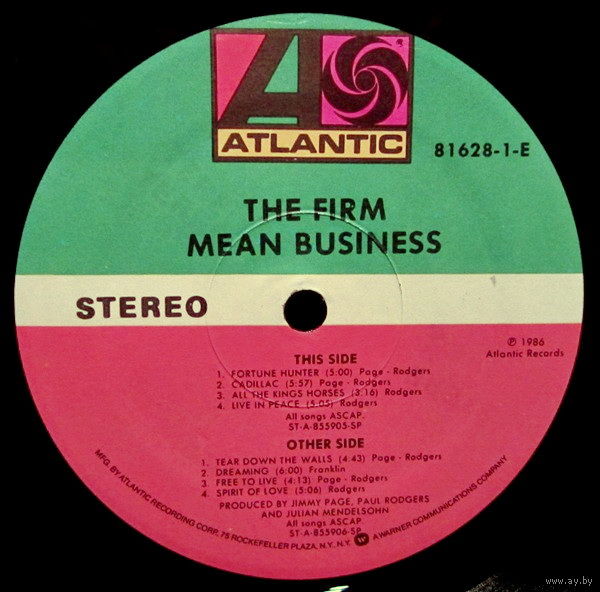 ATLANTIC
81628-1-E
THE FIRM
MEAN BUSINESS
STEREO
℗ 1986
Atlantic Records
THIS SIDE
1. FORTUNE HUNTER (5:00) Page - Rodgers
2. CADILLAC (5:57) Page - Rodgers
3. ALL THE KINGS HORSES (3:16) Rodgers
4. LIVE IN PEACE (5:05) Rodgers
All songs ASCAP.
ST-A-855905-SP
OTHER SIDE
1. TEAR DOWN THE WALLS (4:43) Page - Rodgers
2. DREAMING (6:00) Franklin
3. FREE TO LIVE (4:13) Page - Rodgers
4. SPIRIT OF LOVE (5:06) Rodgers
PRODUCED BY JIMMY PAGE, PAUL RODGERS
AND JULIAN MENDELSOHN
All songs ASCAP.
ST-A-855906-SP
MFG. BY ATLANTIC RECORDING CORP. 75 ROCKEFELLER PLAZA, N.Y. N.Y. A WARNER COMMUNICATIONS COMPANY
www.ay.by